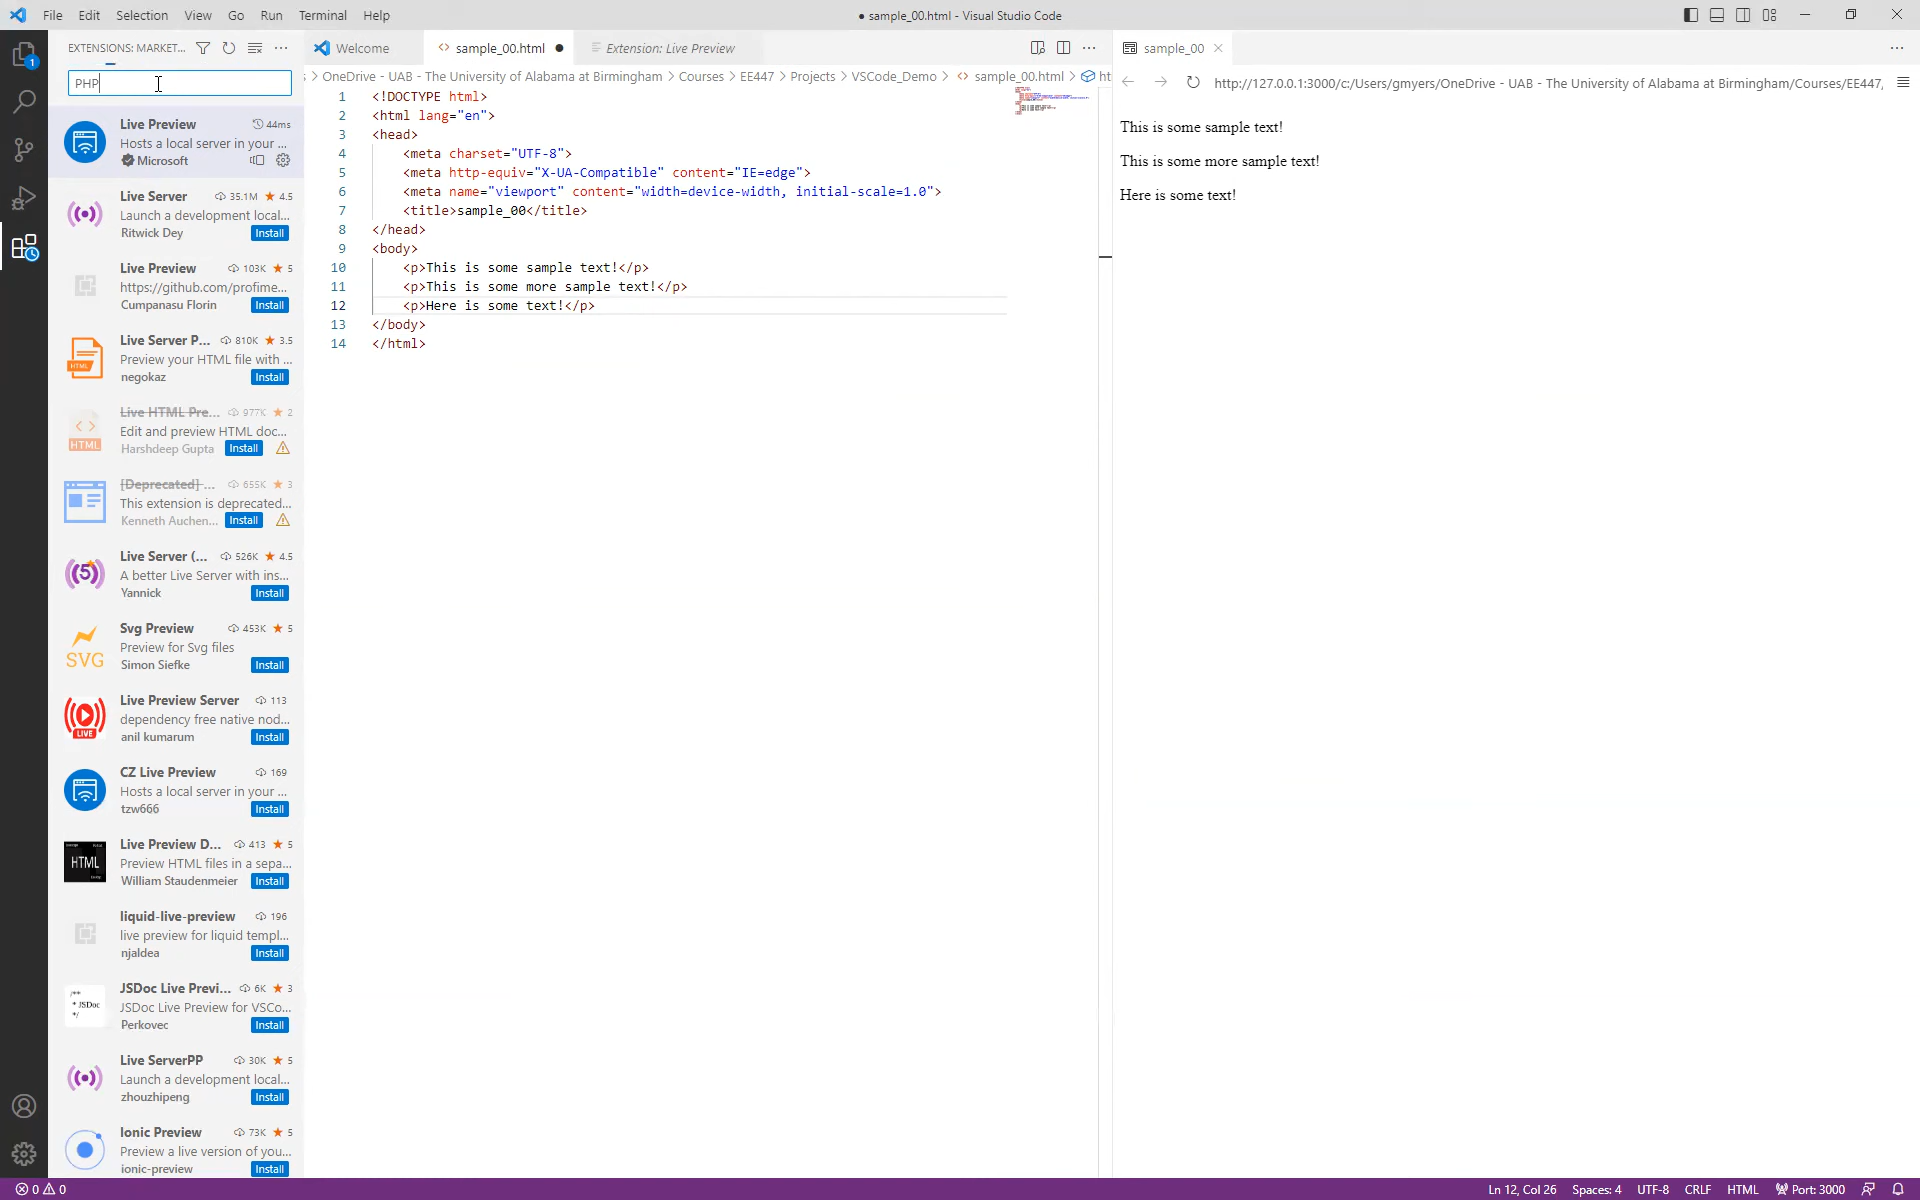 File Edit Selection View Go Run Terminal Help
● sample_00.html - Visual Studio Code
EXTENSIONS: MARKET...
PHP
Live Preview 44ms
Hosts a local server in your ...
Microsoft
Live Server 35.1M 4.5
Launch a development local...
Ritwick Dey Install
Live Preview 103K 5
https://github.com/profime...
Cumpanasu Florin Install
Live Server P... 810K 3.5
Preview your HTML file with ...
negokaz Install
Live HTML Pre... 977K 2
Edit and preview HTML doc...
Harshdeep Gupta Install
[Deprecated] ... 655K 3
This extension is deprecated...
Kenneth Auchen... Install
Live Server (... 526K 4.5
A better Live Server with ins...
Yannick Install
Svg Preview 453K 5
Preview for Svg files
Simon Siefke Install
Live Preview Server 113
dependency free native nod...
anil kumarum Install
CZ Live Preview 169
Hosts a local server in your ...
tzw666 Install
Live Preview D... 413 5
Preview HTML files in a sepa...
William Staudenmeier Install
liquid-live-preview 196
live preview for liquid templ...
njaldea Install
JSDoc Live Previ... 6K 3
JSDoc Live Preview for VSCo...
Perkovec Install
Live ServerPP 30K 5
Launch a development local...
zhouzhipeng Install
Ionic Preview 73K 5
Preview a live version of you...
ionic-preview Install
Welcome sample_00.html ● Extension: Live Preview
> OneDrive - UAB - The University of Alabama at Birmingham > Courses > EE447 > Projects > VSCode_Demo > sample_00.html > ht
1 <!DOCTYPE html>
2 <html lang="en">
3 <head>
4 <meta charset="UTF-8">
5 <meta http-equiv="X-UA-Compatible" content="IE=edge">
6 <meta name="viewport" content="width=device-width, initial-scale=1.0">
7 <title>sample_00</title>
8 </head>
9 <body>
10 <p>This is some sample text!</p>
11 <p>This is some more sample text!</p>
12 <p>Here is some text!</p>
13 </body>
14 </html>
sample_00
http://127.0.0.1:3000/c:/Users/gmyers/OneDrive - UAB - The University of Alabama at Birmingham/Courses/EE447,
This is some sample text!
This is some more sample text!
Here is some text!
0 0
Ln 12, Col 26 Spaces: 4 UTF-8 CRLF HTML Port: 3000